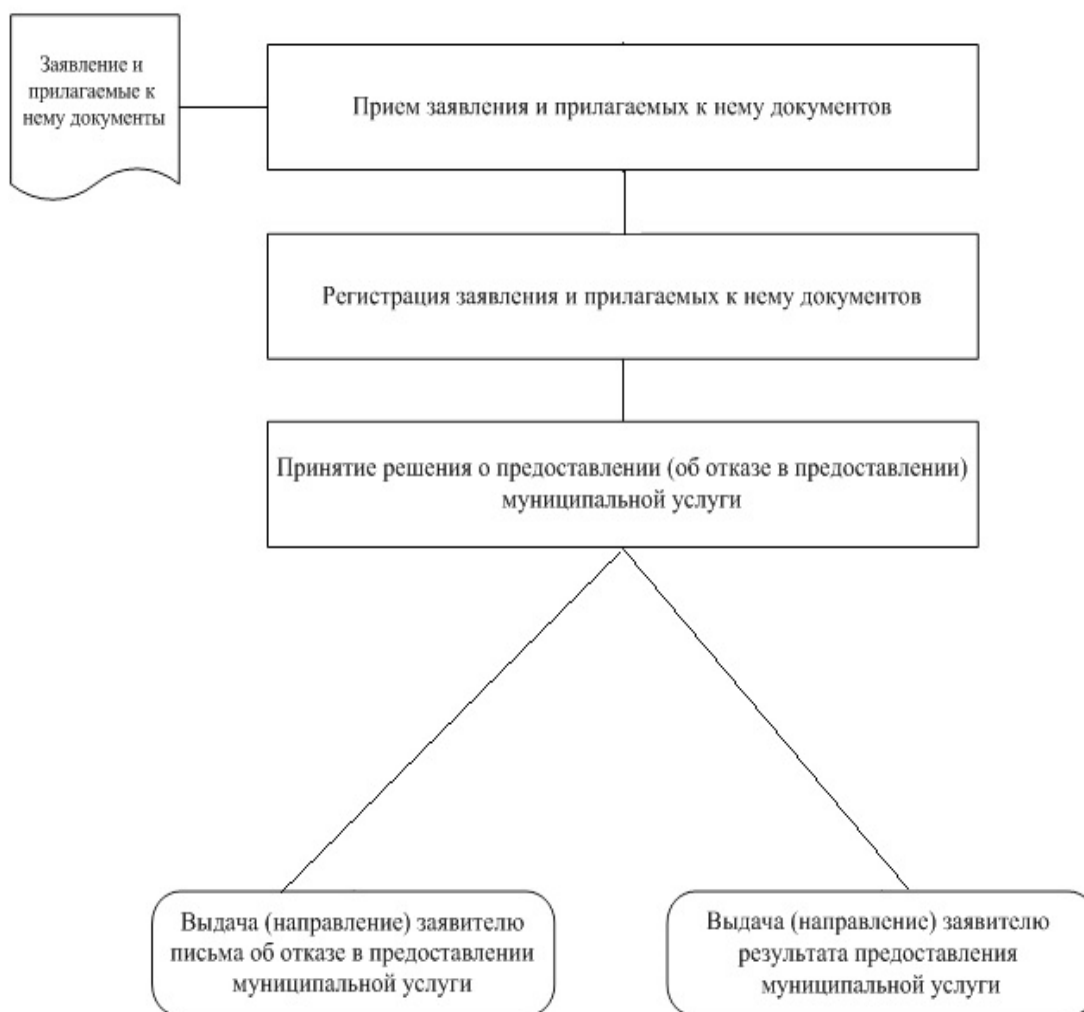 Заявление и
прилагаемые к
нему документы
Прием заявления и прилагаемых к нему документов
Регистрация заявления и прилагаемых к нему документов
Принятие решения о предоставлении (об отказе в предоставлении)
муниципальной услуги
Выдача (направление) заявителю
письма об отказе в предоставлении
муниципальной услуги
Выдача (направление) заявителю
результата предоставления
муниципальной услуги